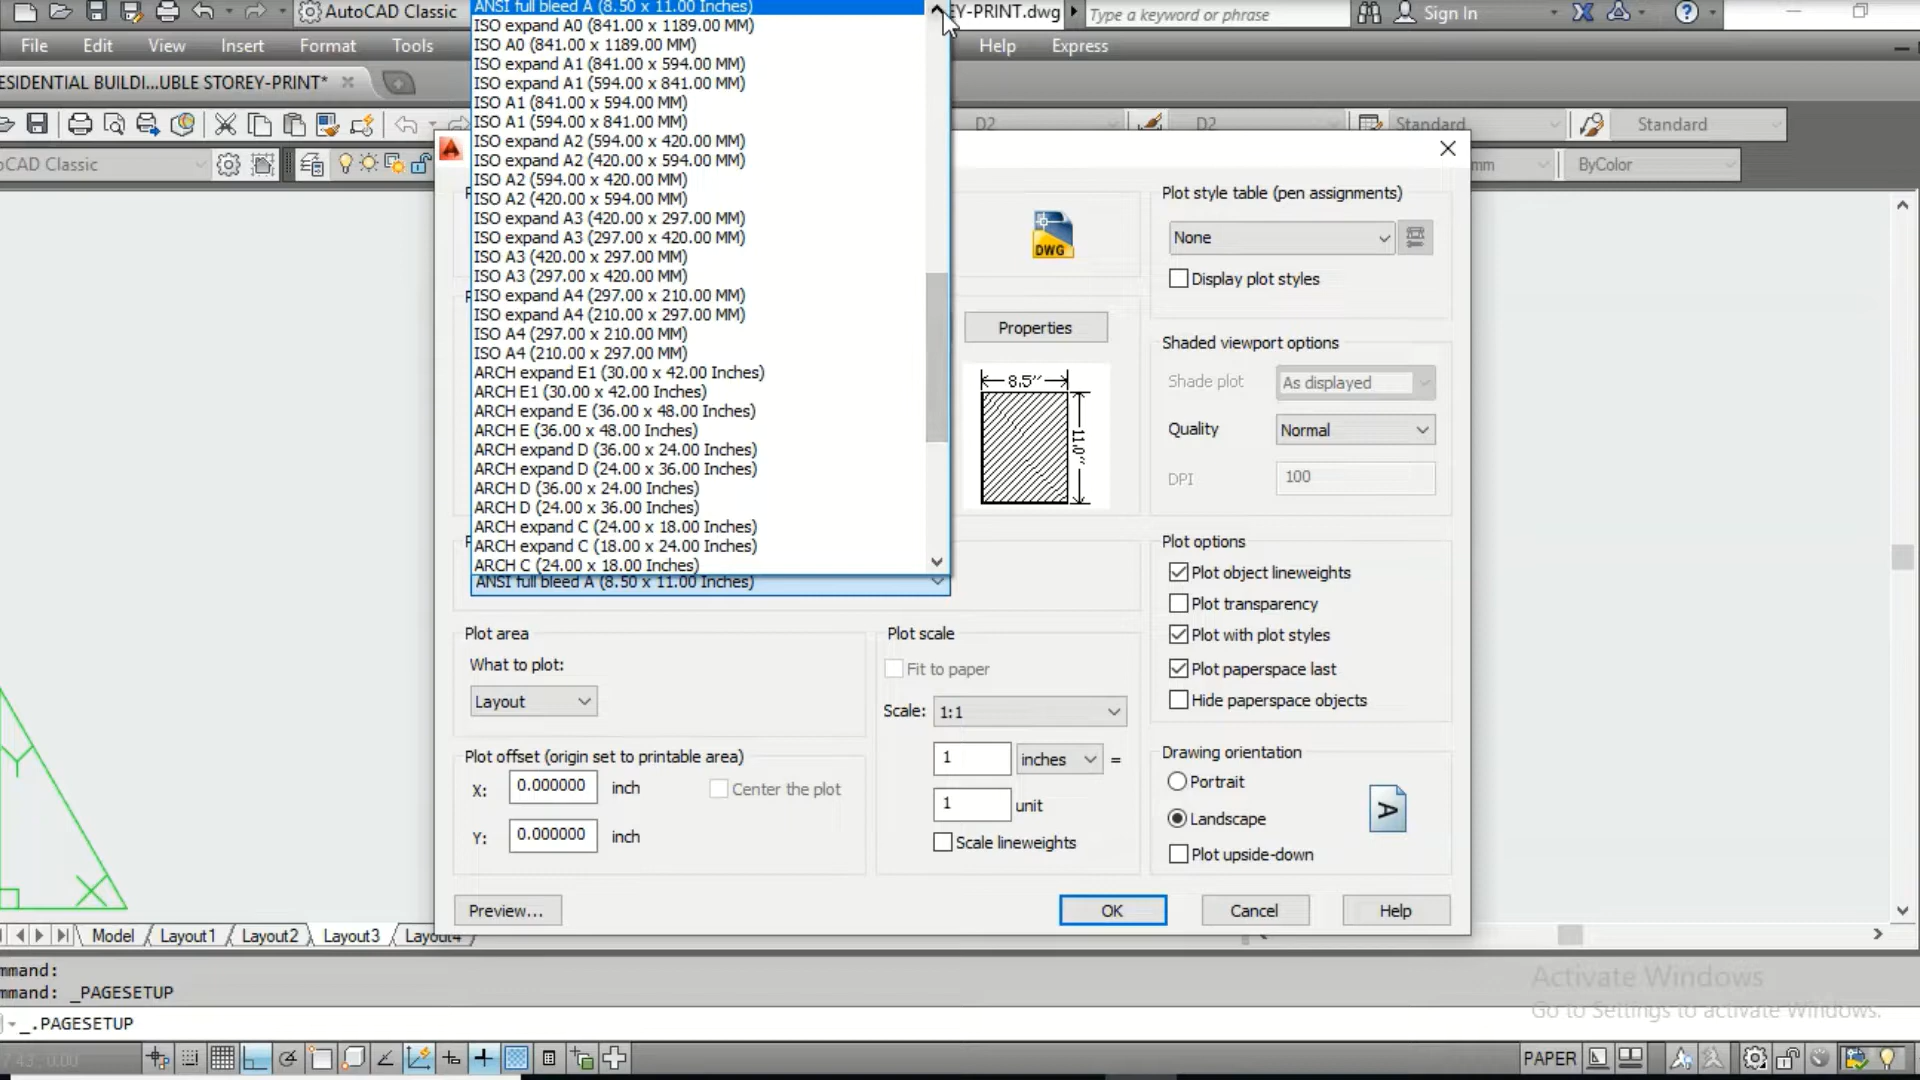 AutoCAD Classic
EY-PRINT.dwg
Type a keyword or phrase
Sign In
File
Edit
View
Insert
Format
Tools
Help
Express
ESIDENTIAL BUILDI...UBLE STOREY-PRINT*
D2
D2
Standard
Standard
oCAD Classic
mm
ByColor
ANSI full bleed A (8.50 x 11.00 Inches)
ISO expand A0 (841.00 x 1189.00 MM)
ISO A0 (841.00 x 1189.00 MM)
ISO expand A1 (841.00 x 594.00 MM)
ISO expand A1 (594.00 x 841.00 MM)
ISO A1 (841.00 x 594.00 MM)
ISO A1 (594.00 x 841.00 MM)
ISO expand A2 (594.00 x 420.00 MM)
ISO expand A2 (420.00 x 594.00 MM)
ISO A2 (594.00 x 420.00 MM)
ISO A2 (420.00 x 594.00 MM)
ISO expand A3 (420.00 x 297.00 MM)
ISO expand A3 (297.00 x 420.00 MM)
ISO A3 (420.00 x 297.00 MM)
ISO A3 (297.00 x 420.00 MM)
ISO expand A4 (297.00 x 210.00 MM)
ISO expand A4 (210.00 x 297.00 MM)
ISO A4 (297.00 x 210.00 MM)
ISO A4 (210.00 x 297.00 MM)
ARCH expand E1 (30.00 x 42.00 Inches)
ARCH E1 (30.00 x 42.00 Inches)
ARCH expand E (36.00 x 48.00 Inches)
ARCH E (36.00 x 48.00 Inches)
ARCH expand D (36.00 x 24.00 Inches)
ARCH expand D (24.00 x 36.00 Inches)
ARCH D (36.00 x 24.00 Inches)
ARCH D (24.00 x 36.00 Inches)
ARCH expand C (24.00 x 18.00 Inches)
ARCH expand C (18.00 x 24.00 Inches)
ARCH C (24.00 x 18.00 Inches)
ANSI full bleed A (8.50 x 11.00 Inches)
DWG
Properties
8.5″
11.0″
Plot style table (pen assignments)
None
Display plot styles
Shaded viewport options
Shade plot
As displayed
Quality
Normal
DPI
100
Plot options
Plot object lineweights
Plot transparency
Plot with plot styles
Plot paperspace last
Hide paperspace objects
Plot area
What to plot:
Layout
Plot scale
Fit to paper
Scale:
1:1
1
inches
=
1
unit
Scale lineweights
Plot offset (origin set to printable area)
X:
0.000000
inch
Center the plot
Y:
0.000000
inch
Drawing orientation
Portrait
Landscape
A
Plot upside-down
Preview...
OK
Cancel
Help
Y
X
Model
Layout1
Layout2
Layout3
Layout4
mmand:
mmand: _PAGESETUP
_.PAGESETUP
Activate Windows
Go to Settings to activate Windows.
PAPER